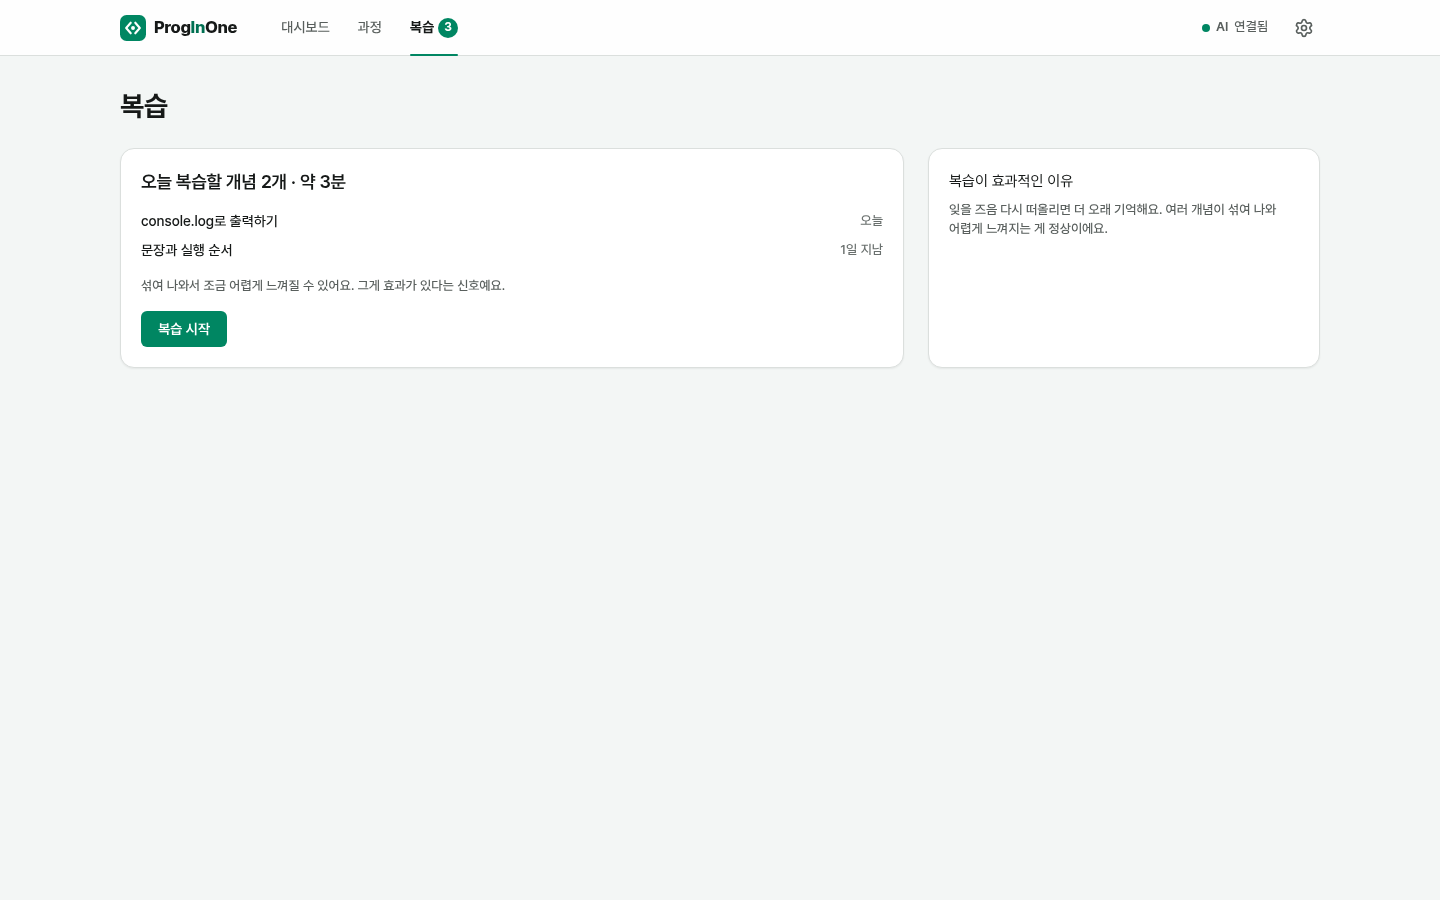 ProgInOne
대시보드
과정
복습 3
AI 연결됨
복습
오늘 복습할 개념 2개 · 약 3분
console.log로 출력하기
오늘
문장과 실행 순서
1일 지남
섞여 나와서 조금 어렵게 느껴질 수 있어요. 그게 효과가 있다는 신호예요.
복습 시작
복습이 효과적인 이유
잊을 즈음 다시 떠올리면 더 오래 기억해요. 여러 개념이 섞여 나와
어렵게 느껴지는 게 정상이에요.